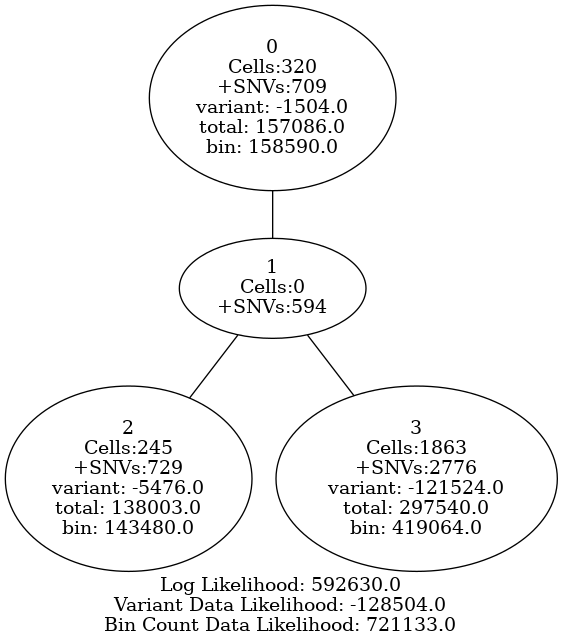 0
Cells:320
+SNVs:709
variant: -1504.0
total: 157086.0
bin: 158590.0
1
Cells:0
+SNVs:594
2
Cells:245
+SNVs:729
variant: -5476.0
total: 138003.0
bin: 143480.0
3
Cells:1863
+SNVs:2776
variant: -121524.0
total: 297540.0
bin: 419064.0
Log Likelihood: 592630.0
Variant Data Likelihood: -128504.0
Bin Count Data Likelihood: 721133.0